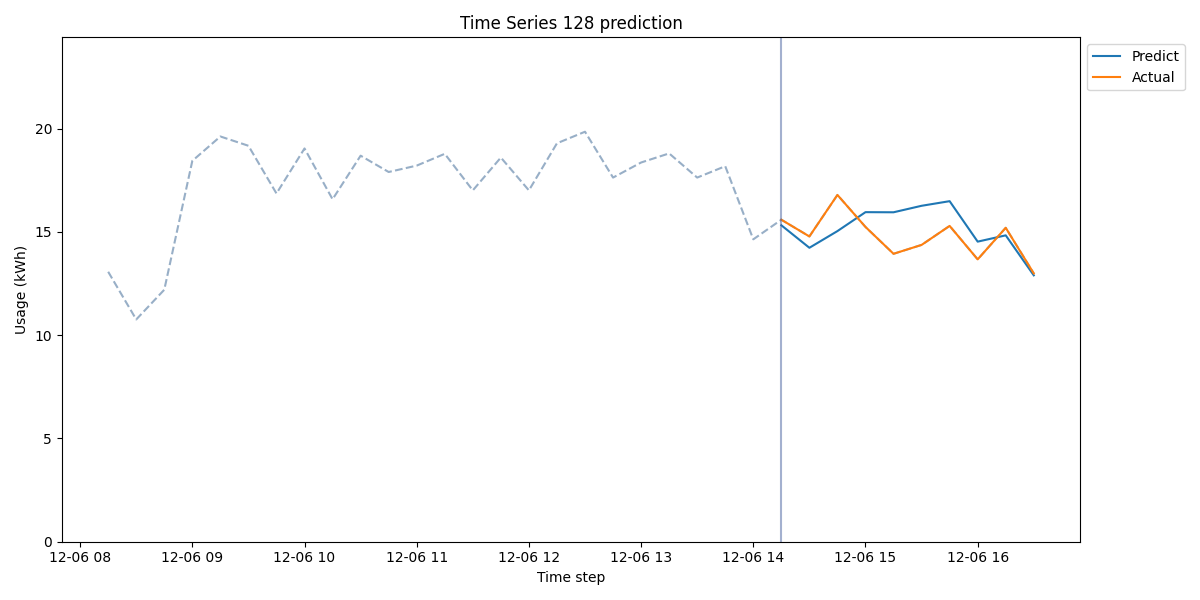 Time Series 128 prediction
Predict
Actual
Usage (kWh)
20
15
10
5
0
12-06 08
12-06 09
12-06 10
12-06 11
12-06 12
12-06 13
12-06 14
12-06 15
12-06 16
Time step